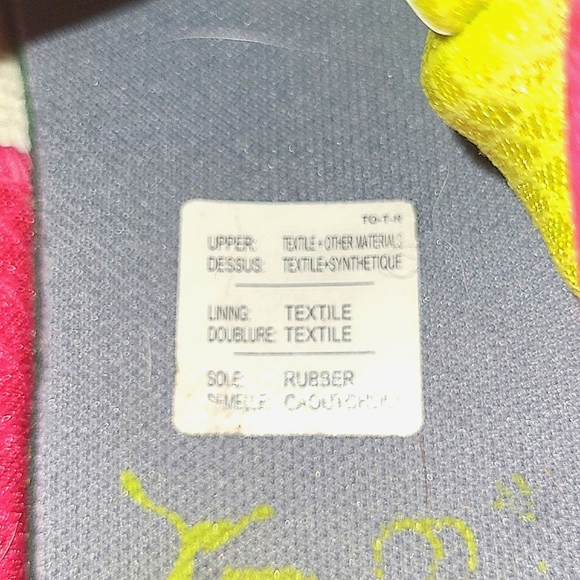 TO-T-R
UPPER: TEXTILE + OTHER MATERIALS
DESSUS: TEXTILE+SYNTHETIQUE
LINING: TEXTILE
DOUBLURE: TEXTILE
SOLE: RUBBER
SEMELLE: CAOUTCHOUC